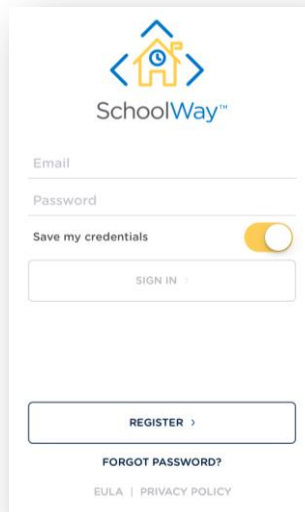 SchoolWay™
Email
Password
Save my credentials
SIGN IN ›
REGISTER ›
FORGOT PASSWORD?
EULA | PRIVACY POLICY